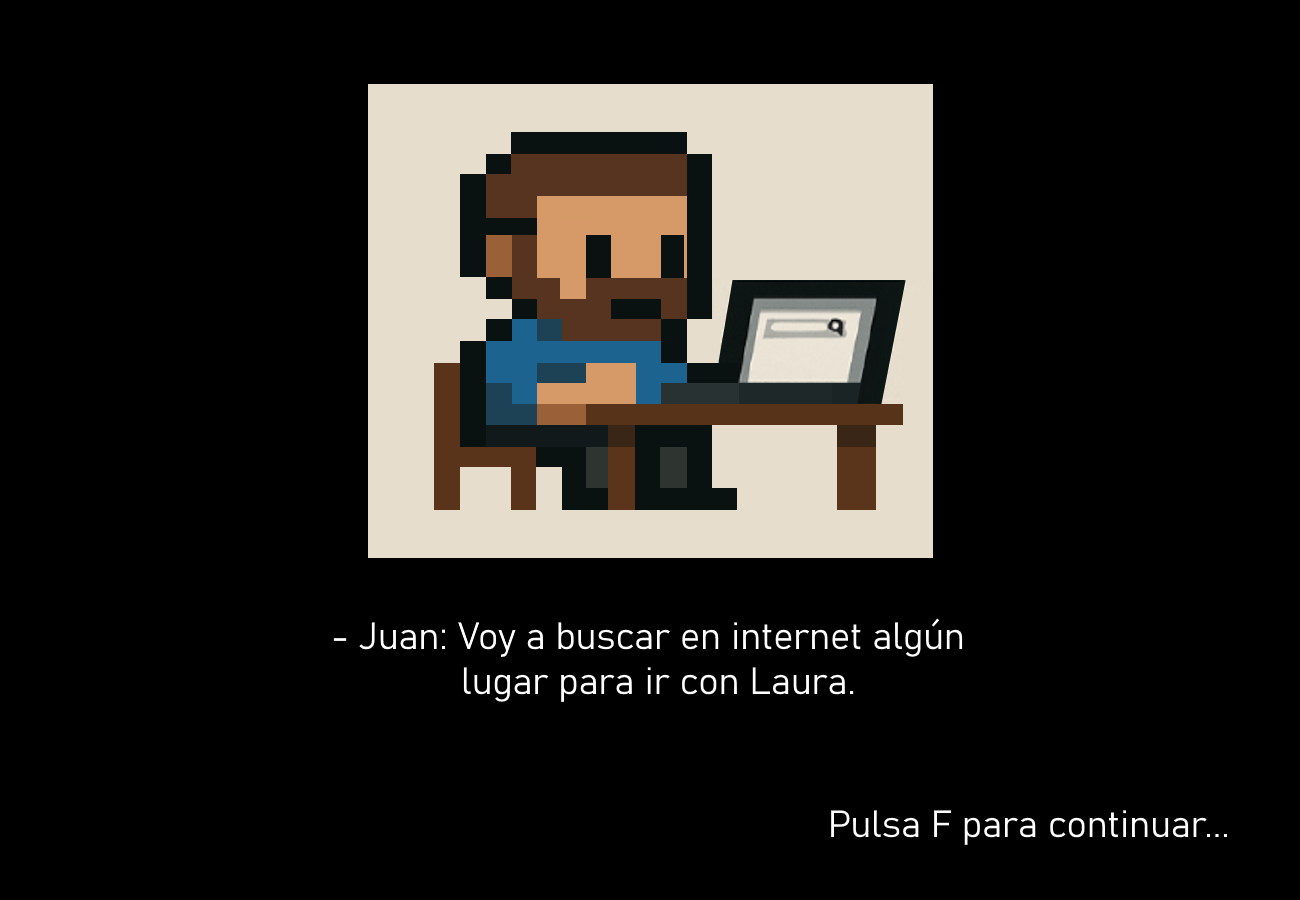 - Juan: Voy a buscar en internet algún
lugar para ir con Laura.
Pulsa F para continuar...